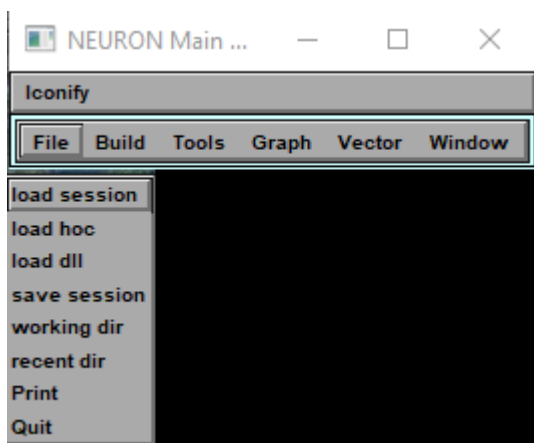 NEURON Main ...
Iconify
File Build Tools Graph Vector Window
load session
load hoc
load dll
save session
working dir
recent dir
Print
Quit